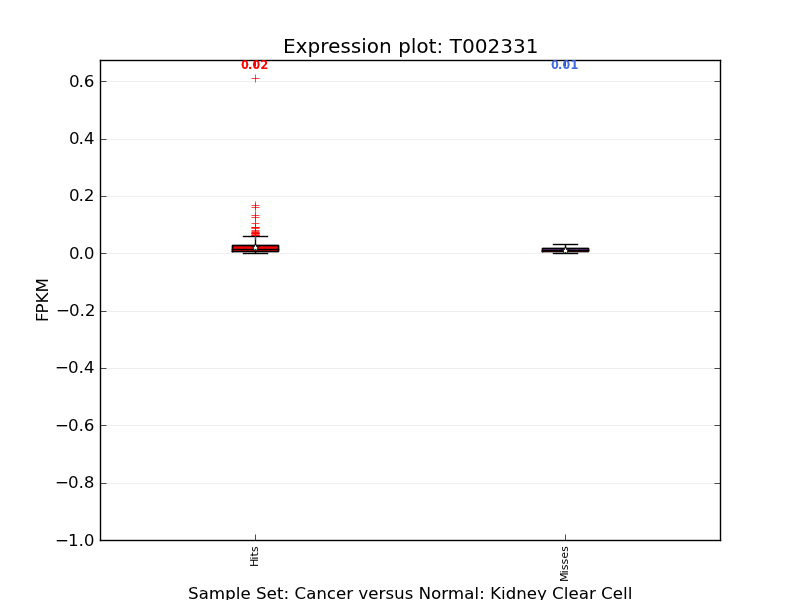 Expression plot: T002331
0.02
0.01
0.6
0.4
0.2
0.0
−0.2
−0.4
−0.6
−0.8
−1.0
FPKM
Hits
Misses
Sample Set: Cancer versus Normal: Kidney Clear Cell